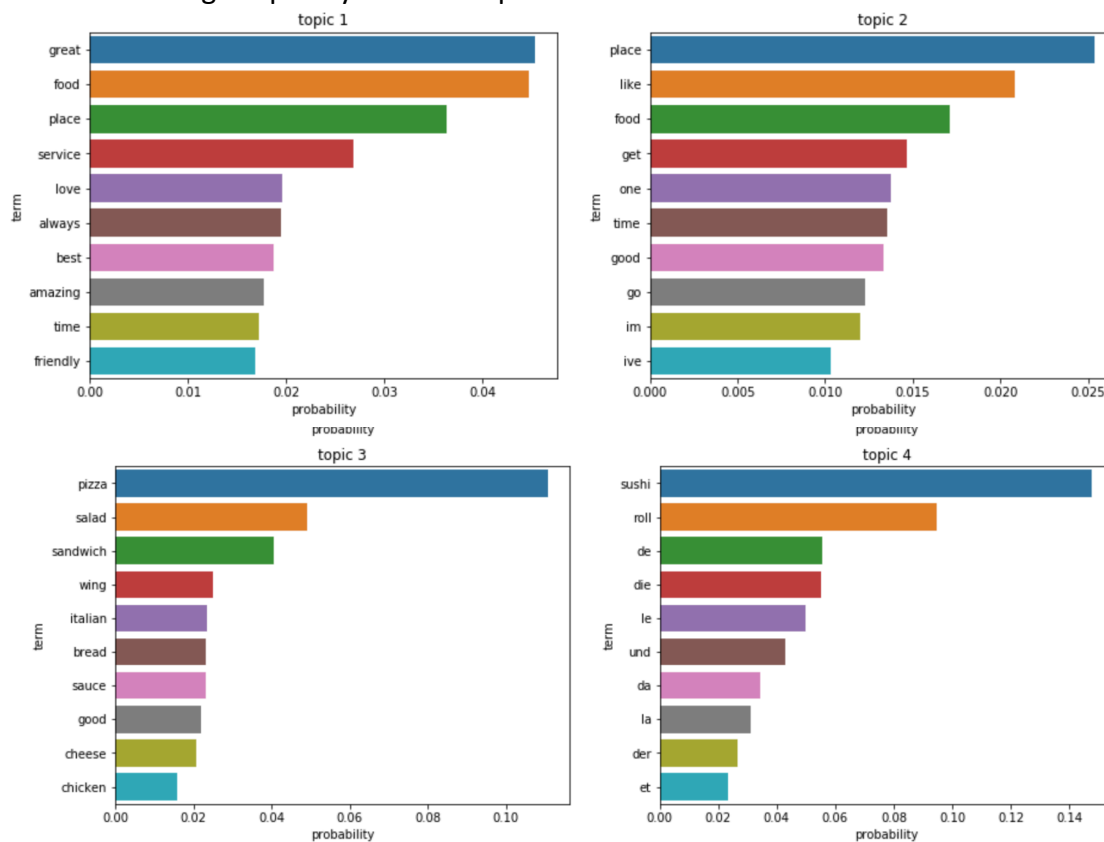 topic 1
great
food
place
service
love
always
best
amazing
time
friendly
term
0.00 0.01 0.02 0.03 0.04
probability
probability
topic 2
place
like
food
get
one
time
good
go
im
ive
term
0.000 0.005 0.010 0.015 0.020 0.025
probability
probability
topic 3
pizza
salad
sandwich
wing
italian
bread
sauce
good
cheese
chicken
term
0.00 0.02 0.04 0.06 0.08 0.10
probability
topic 4
sushi
roll
de
die
le
und
da
la
der
et
term
0.00 0.02 0.04 0.06 0.08 0.10 0.12 0.14
probability